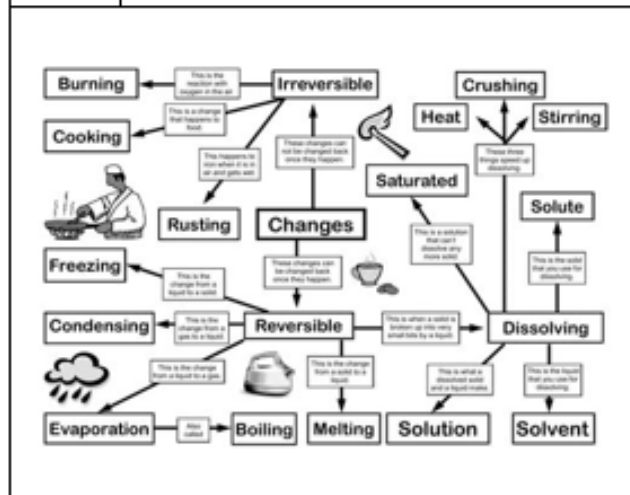 Burning
This is the
reaction with
oxygen in the air.
Irreversible
Crushing
Heat
Stirring
Cooking
This is a change
that happens to
food.
These changes can
not be changed back
once they happen.
These three
things speed up
dissolving.
This happens to
iron when it is in
air and gets wet.
Saturated
Solute
Rusting
Changes
This is a solution
that can't
dissolve any
more solid.
This is the solid
that you use for
dissolving.
Freezing
This is the
change from a
liquid to a solid.
These changes can
be changed back
once they happen.
Condensing
This is the
change from a
gas to a liquid.
Reversible
This is when a solid is
broken up into very
small bits by a liquid.
Dissolving
This is the change
from a liquid to a gas.
This is the change
from a solid to a
liquid.
This is what a
dissolved solid
and a liquid make.
This is the liquid
that you use for
dissolving.
Evaporation
Also
called
Boiling
Melting
Solution
Solvent